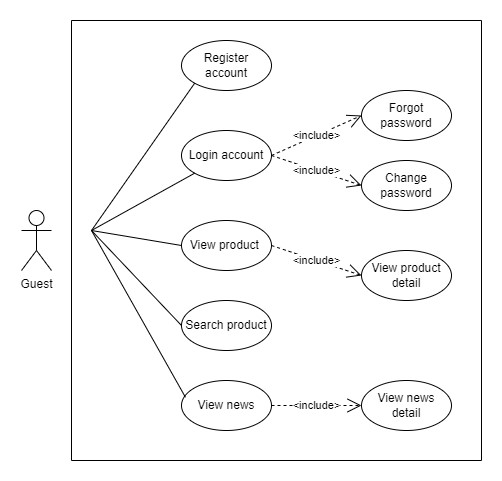 Register
account
Forgot
password
<include>
Login account
<include>
Change
password
Guest
View product
<include>
View product
detail
Search product
View news
<include>
View news
detail